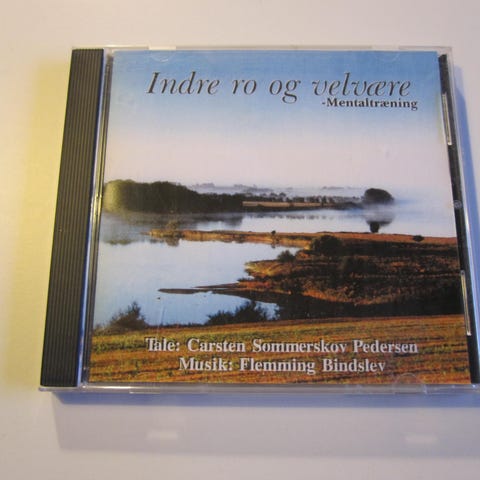 Indre ro og velvære
-Mentaltræning
Tale: Carsten Sommerskov Pedersen
Musik: Flemming Bindslev